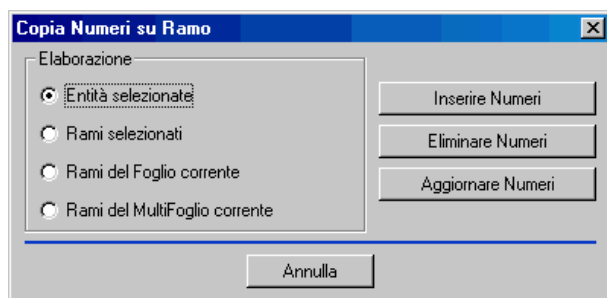 Copia Numeri su Ramo
Elaborazione
Entità selezionate
Rami selezionati
Rami del Foglio corrente
Rami del MultiFoglio corrente
Inserire Numeri
Eliminare Numeri
Aggiornare Numeri
Annulla